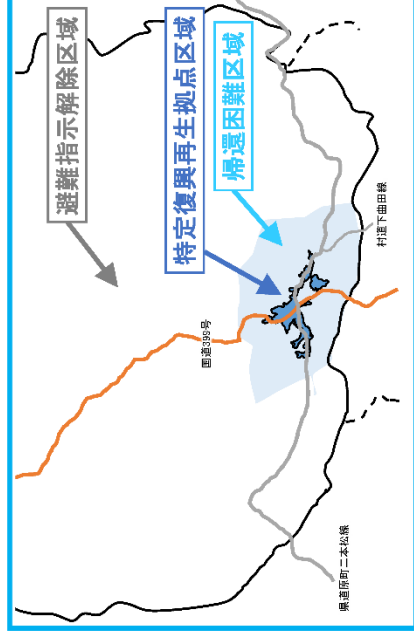 避難指示解除区域
特定復興再生拠点区域
帰還困難区域
国道399号
村道下曲田線
県道原町二本松線